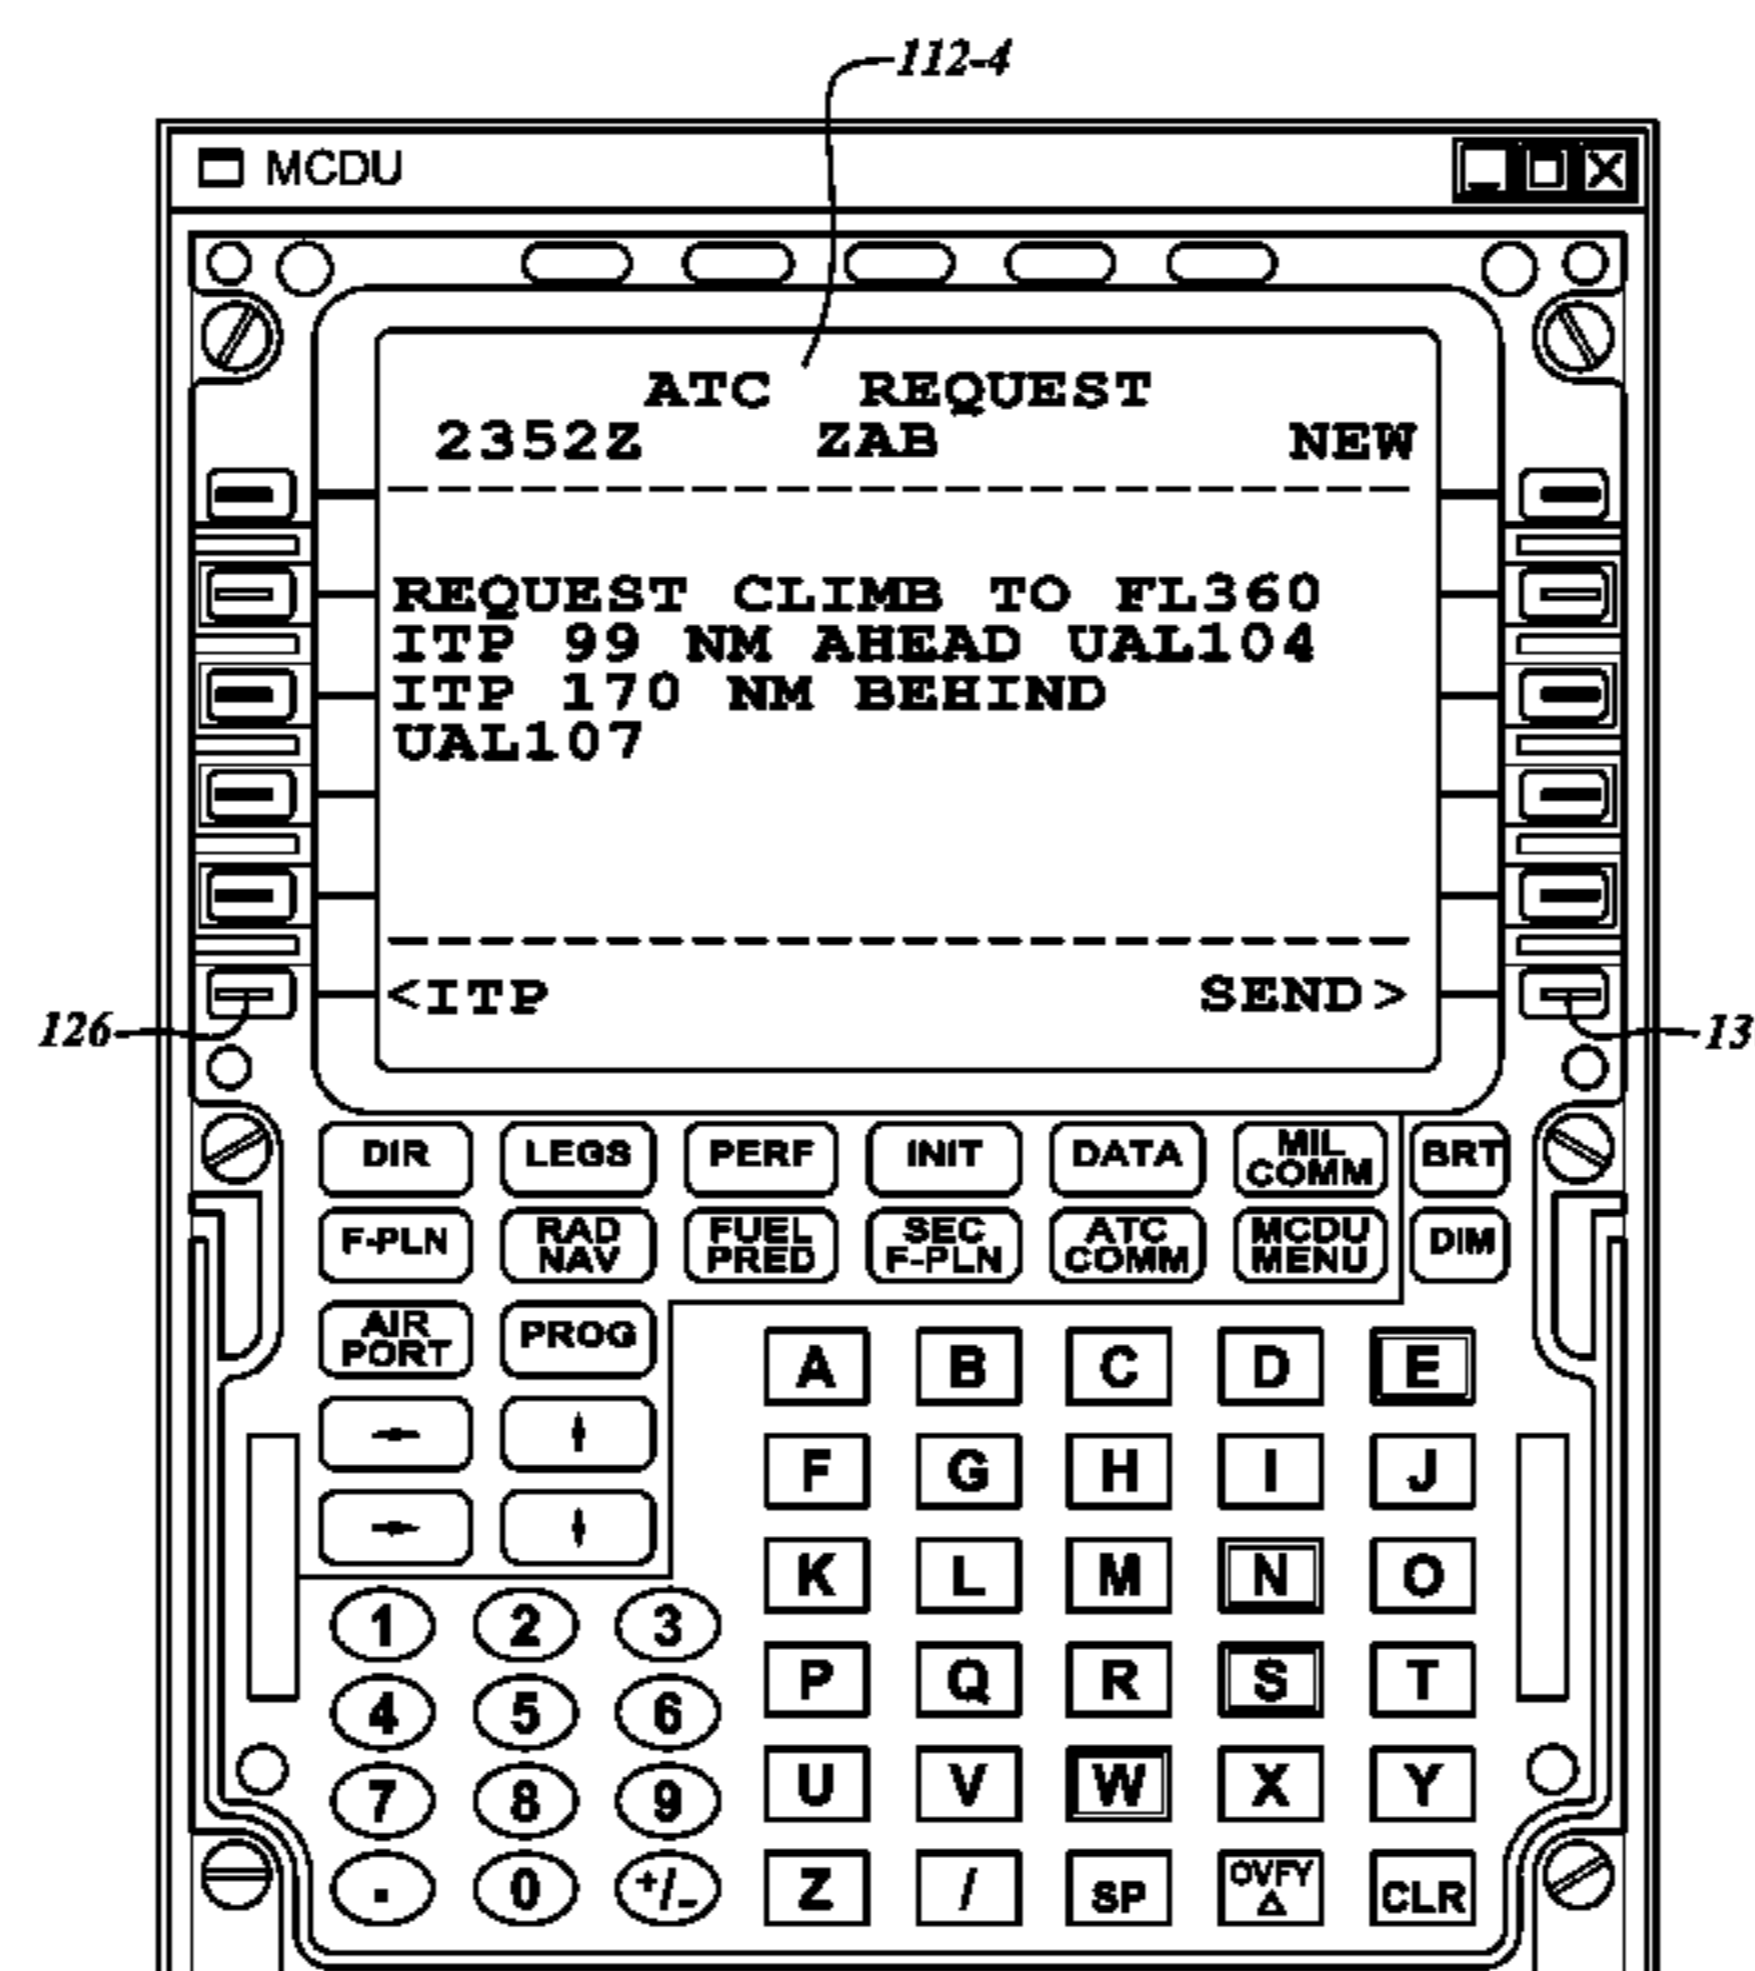 112-4
MCDU
ATC REQUEST
2352Z ZAB NEW
REQUEST CLIMB TO FL360
ITP 99 NM AHEAD UAL104
ITP 170 NM BEHIND
UAL107
<ITP SEND>
126 13
DIR LEGS PERF INIT DATA MIL COMM BRT
F-PLN RAD NAV FUEL PRED SEC F-PLN ATC COMM MCDU MENU DIM
AIR PORT PROG
A B C D E
F G H I J
K L M N O
1 2 3
P Q R S T
4 5 6
U V W X Y
7 8 9
Z / SP OVFY Δ CLR
. 0 +/-